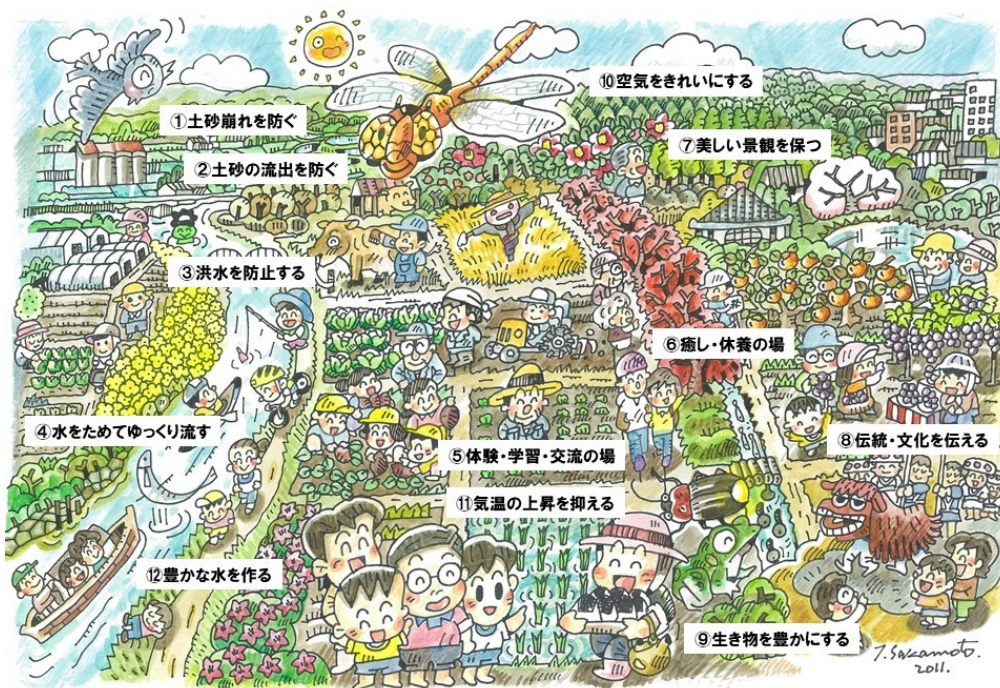 ①土砂崩れを防ぐ
②土砂の流出を防ぐ
③洪水を防止する
④水をためてゆっくり流す
⑤体験・学習・交流の場
⑥癒し・休養の場
⑦美しい景観を保つ
⑧伝統・文化を伝える
⑨生き物を豊かにする
⑩空気をきれいにする
⑪気温の上昇を抑える
⑫豊かな水を作る
J.Sakamoto.
2011.